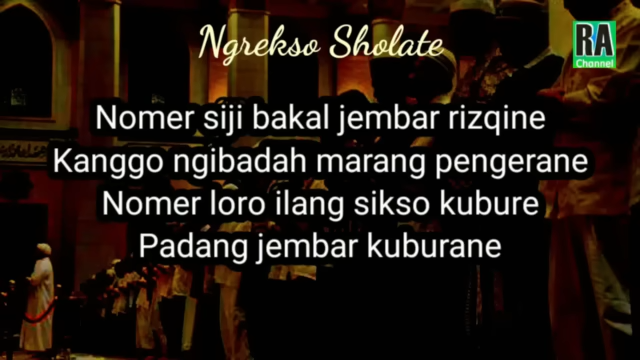 Ngrekso Sholate
RA
Channel
Nomer siji bakal jembar rizqine
Kanggo ngibadah marang pengerane
Nomer loro ilang sikso kubure
Padang jembar kuburane